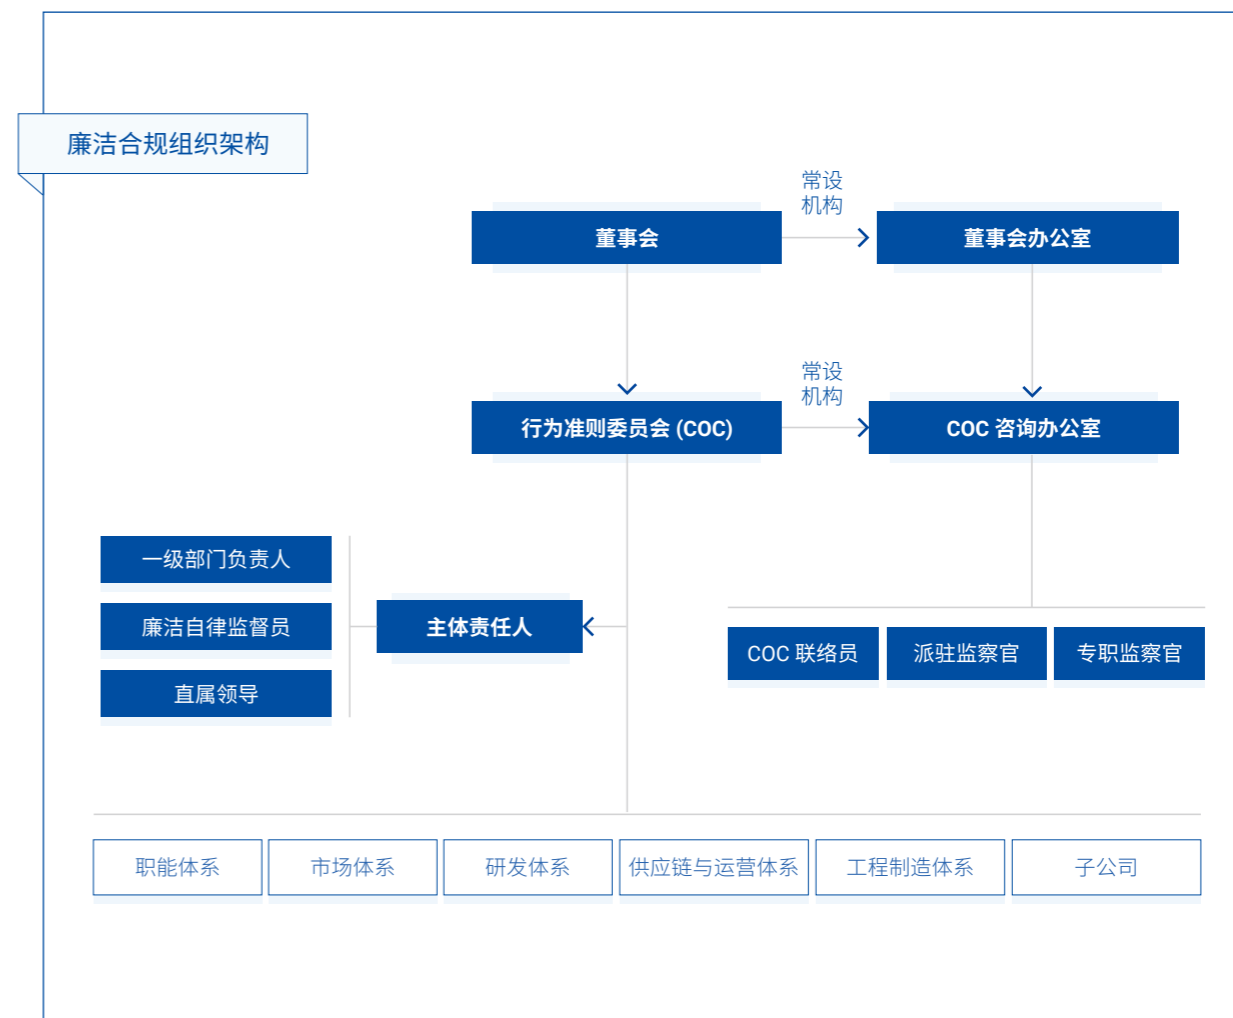 廉洁合规组织架构
常设
机构
董事会
董事会办公室
常设
机构
行为准则委员会 (COC)
COC 咨询办公室
一级部门负责人
廉洁自律监督员
直属领导
主体责任人
COC 联络员
派驻监察官
专职监察官
职能体系
市场体系
研发体系
供应链与运营体系
工程制造体系
子公司